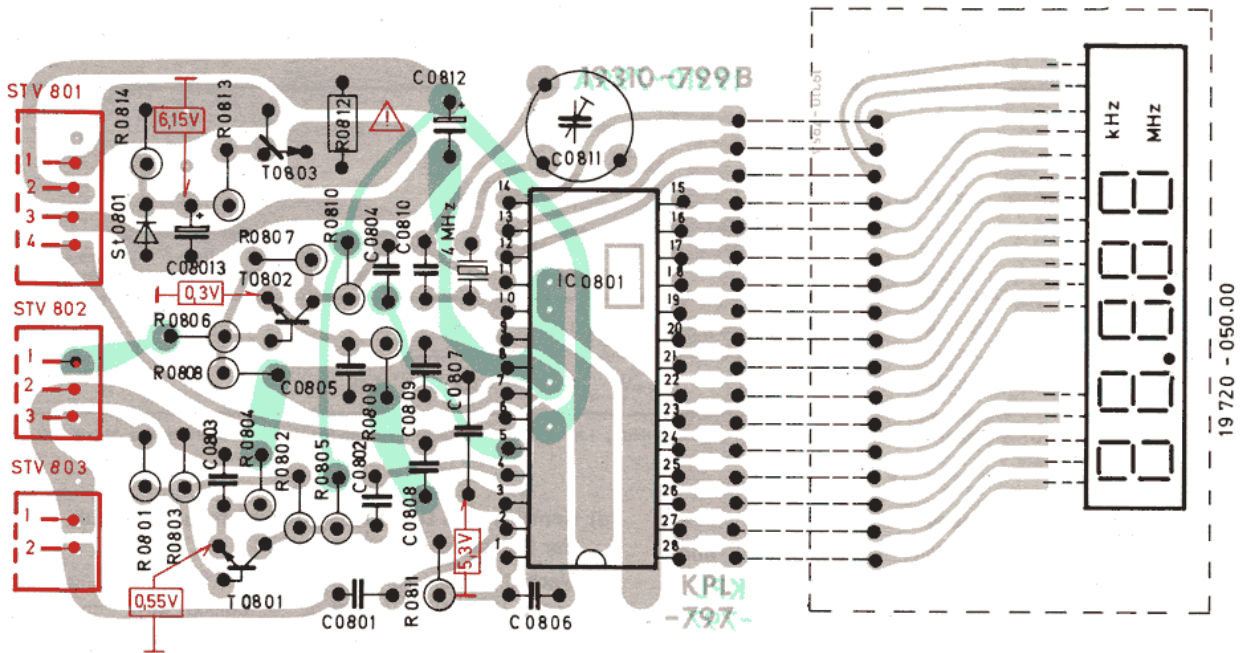 STV 801
1
2
3
4
STV 802
1
2
3
STV 803
1
2
R0814
6,15V
R0813
T0803
R0812
!
C0812
+
19310-799B
C0811
St0801
+
C08013
R0807
T0802
0,3V
R0810
C0804
C0810
4 MHz
R0806
R0808
C0805
R0809
C0809
C0807
C0803
R0804
R0802
R0805
C0802
C0808
R0801
R0803
0,55V
T0801
C0801
R0811
5,3V
C0806
IC0801
14
13
12
11
10
9
8
7
6
5
4
3
2
1
15
16
17
18
19
20
21
22
23
24
25
26
27
28
KPL
-797
kHz
MHz
19720-050.00